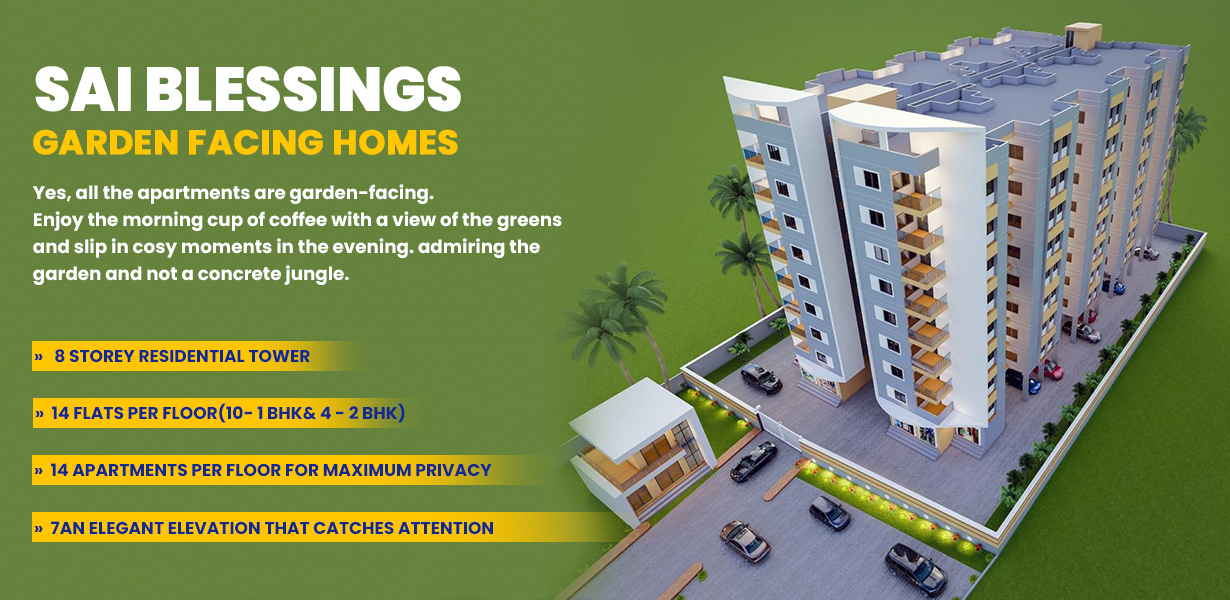 SAI BLESSINGS
GARDEN FACING HOMES
Yes, all the apartments are garden-facing.
Enjoy the morning cup of coffee with a view of the greens
and slip in cosy moments in the evening. admiring the
garden and not a concrete jungle.
» 8 STOREY RESIDENTIAL TOWER
» 14 FLATS PER FLOOR(10- 1 BHK& 4 - 2 BHK)
» 14 APARTMENTS PER FLOOR FOR MAXIMUM PRIVACY
» 7AN ELEGANT ELEVATION THAT CATCHES ATTENTION